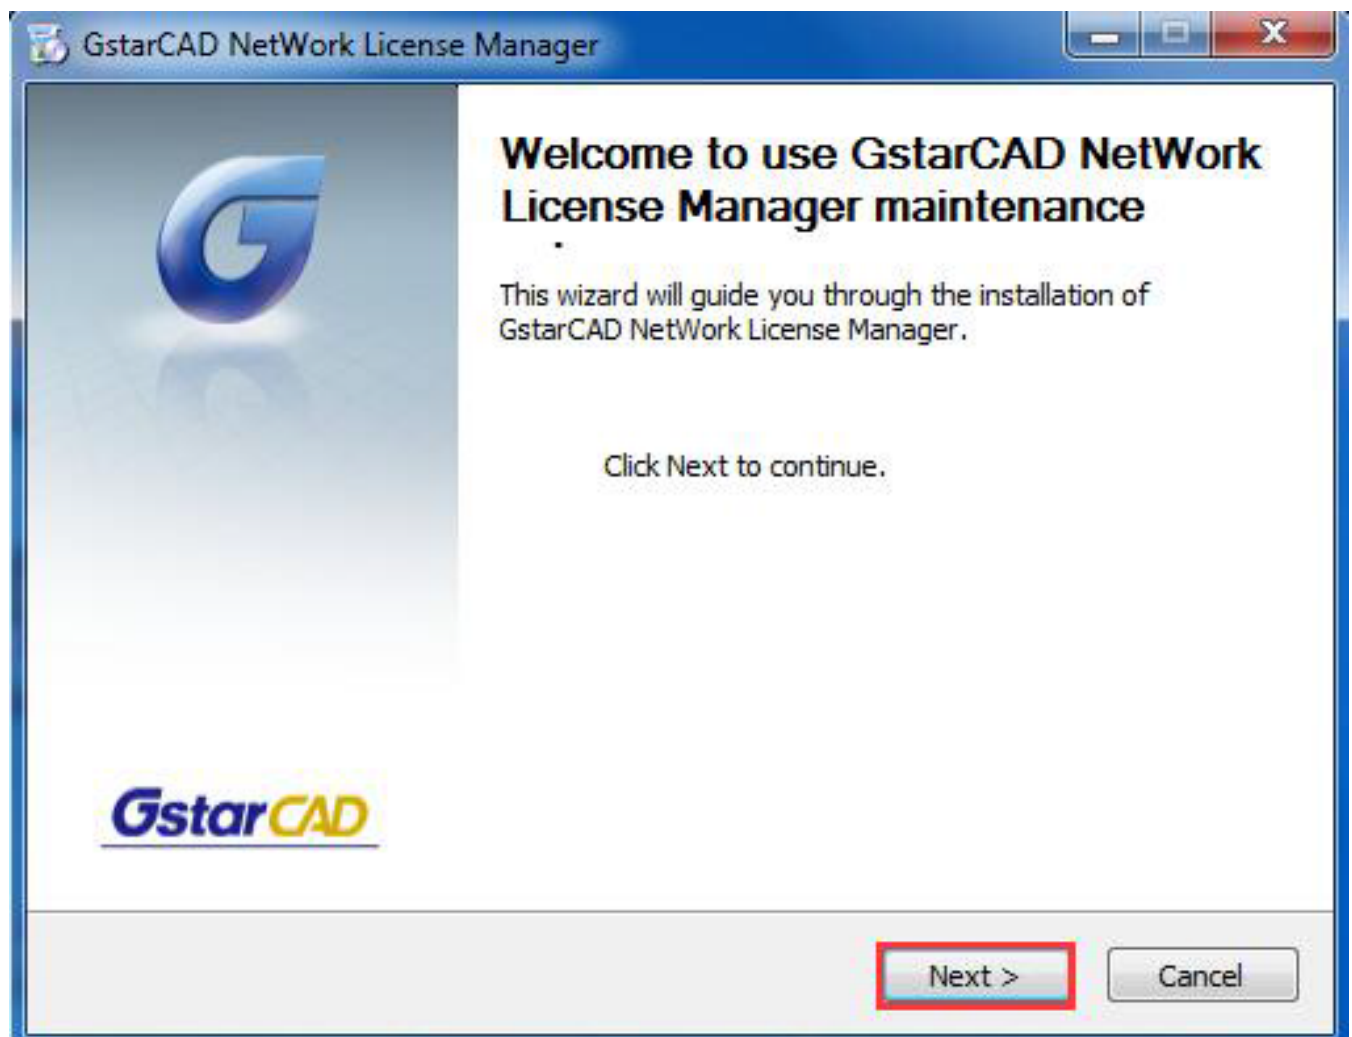 GstarCAD NetWork License Manager
Welcome to use GstarCAD NetWork
License Manager maintenance
This wizard will guide you through the installation of
GstarCAD NetWork License Manager.
Click Next to continue.
GstarCAD
Next >
Cancel